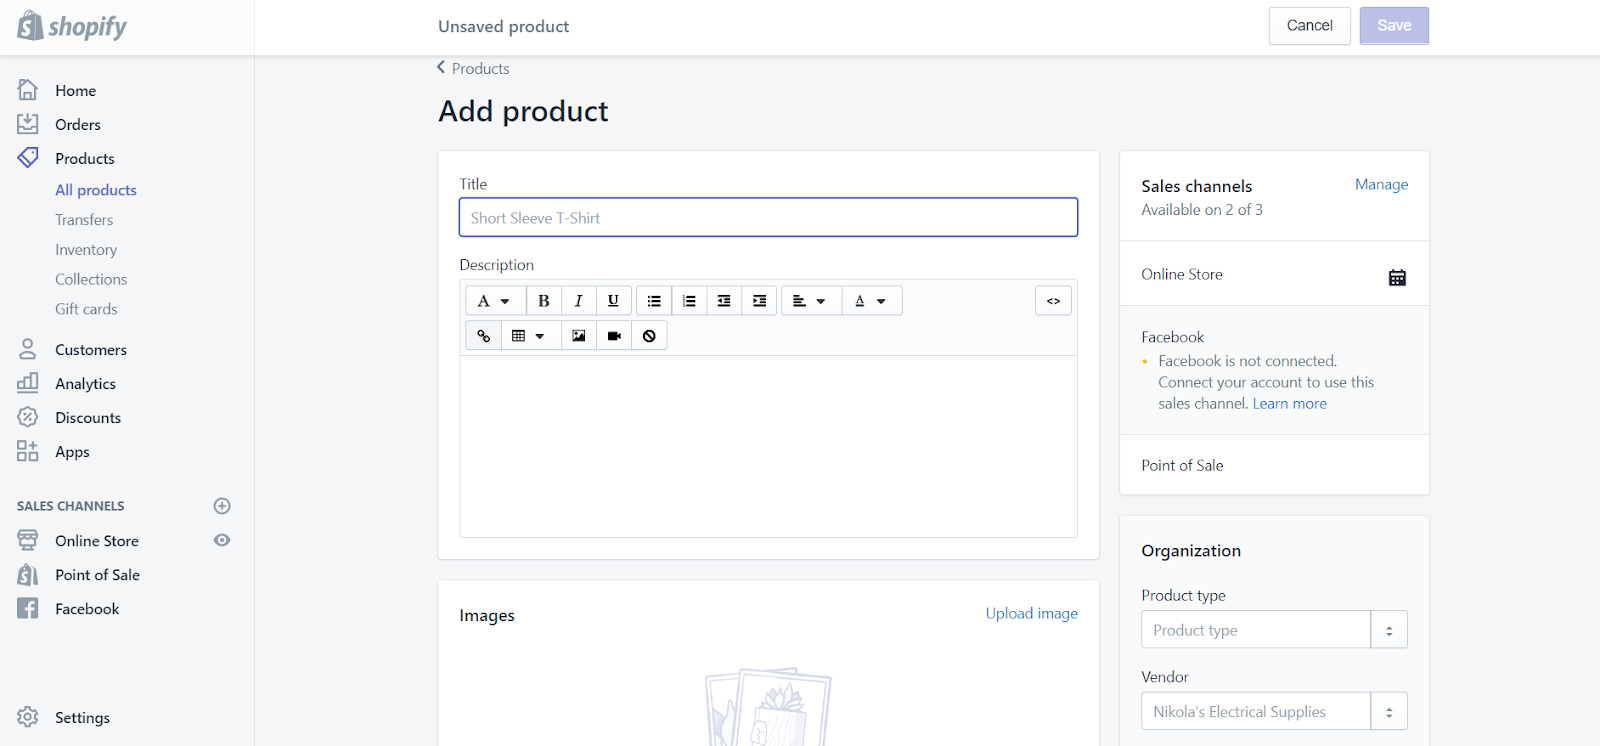 shopify
Unsaved product
Cancel
Save
Home
Orders
Products
All products
Transfers
Inventory
Collections
Gift cards
Customers
Analytics
Discounts
Apps
SALES CHANNELS
Online Store
Point of Sale
Facebook
Settings
Products
Add product
Title
Short Sleeve T-Shirt
Description
A B I U A <>
Images
Upload image
Sales channels
Manage
Available on 2 of 3
Online Store
Facebook
• Facebook is not connected.
Connect your account to use this
sales channel. Learn more
Point of Sale
Organization
Product type
Product type
Vendor
Nikola's Electrical Supplies